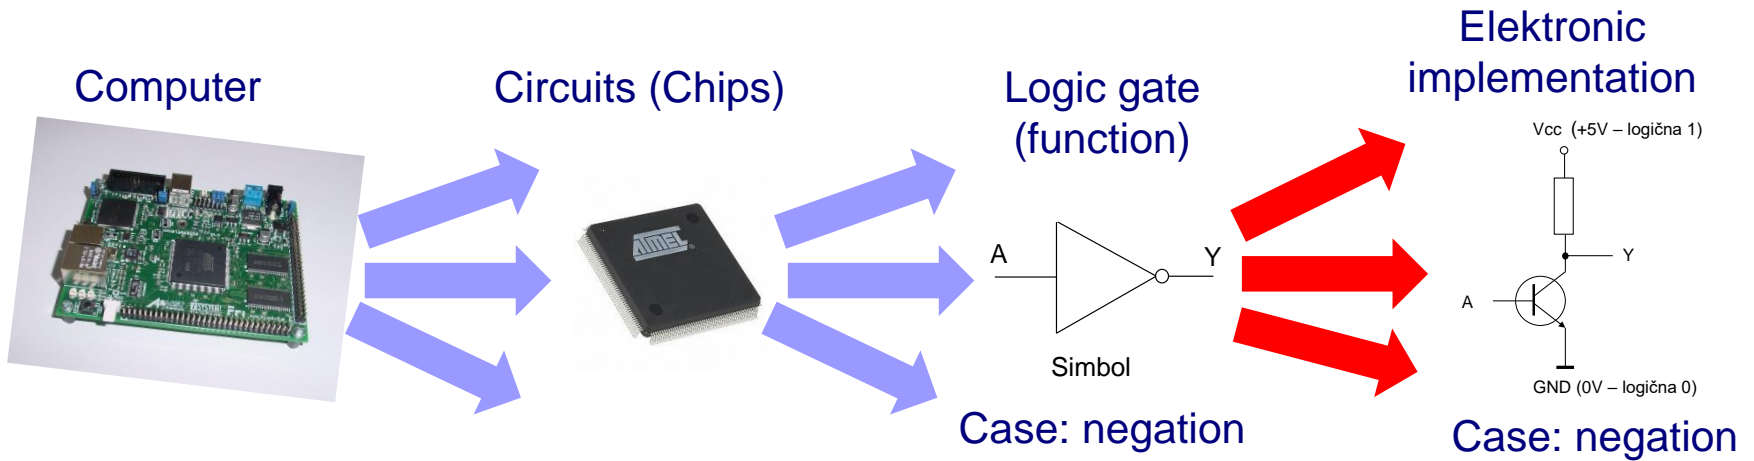 Computer
Circuits (Chips)
ATMEL
Logic gate
(function)
A
Y
Simbol
Case: negation
Elektronic
implementation
Vcc (+5V – logična 1)
Y
A
GND (0V – logična 0)
Case: negation